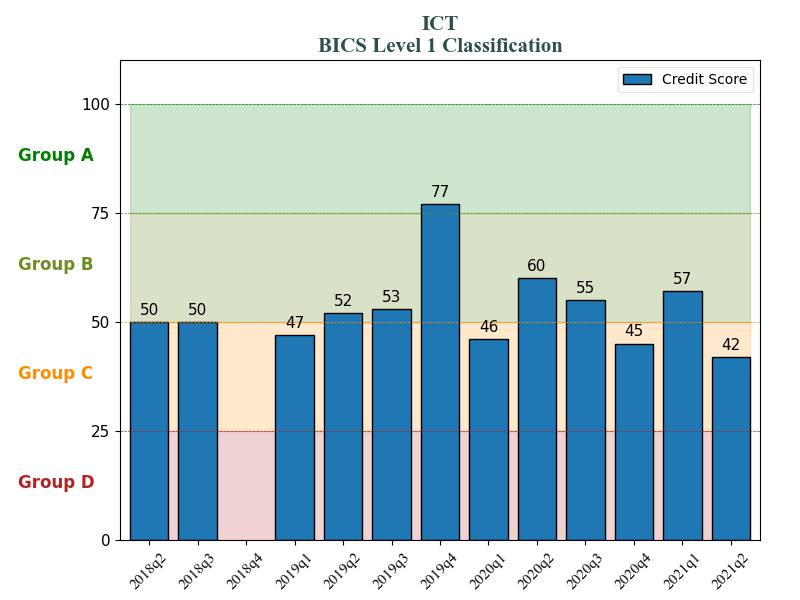 ICT
BICS Level 1 Classification
Credit Score
100
Group A
77
75
Group B
60
57
55
53
52
50
50
50
47
46
45
42
Group C
25
Group D
0
2018q2
2018q3
2018q4
2019q1
2019q2
2019q3
2019q4
2020q1
2020q2
2020q3
2020q4
2021q1
2021q2